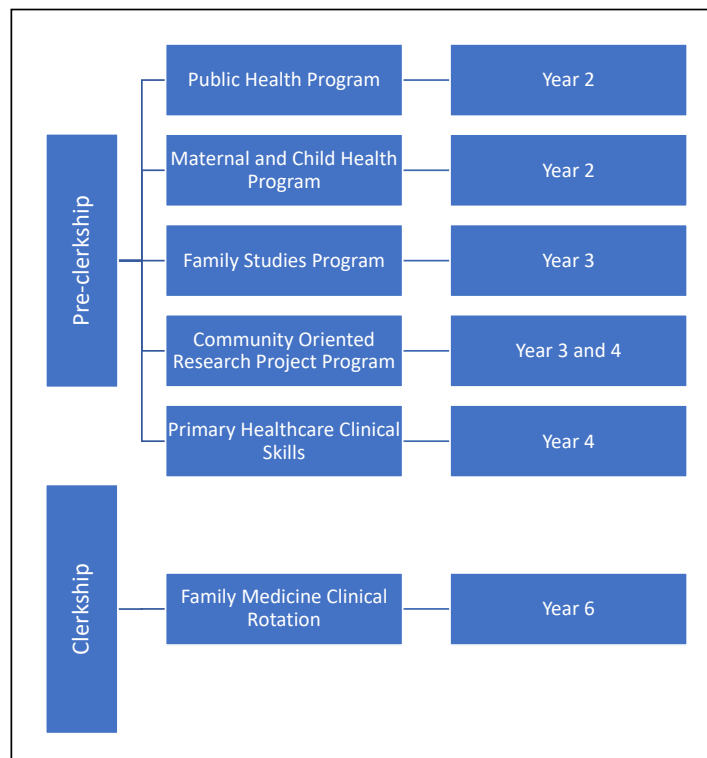 Pre-clerkship
Public Health Program
Year 2
Maternal and Child Health
Program
Year 2
Family Studies Program
Year 3
Community Oriented
Research Project Program
Year 3 and 4
Primary Healthcare Clinical
Skills
Year 4
Clerkship
Family Medicine Clinical
Rotation
Year 6